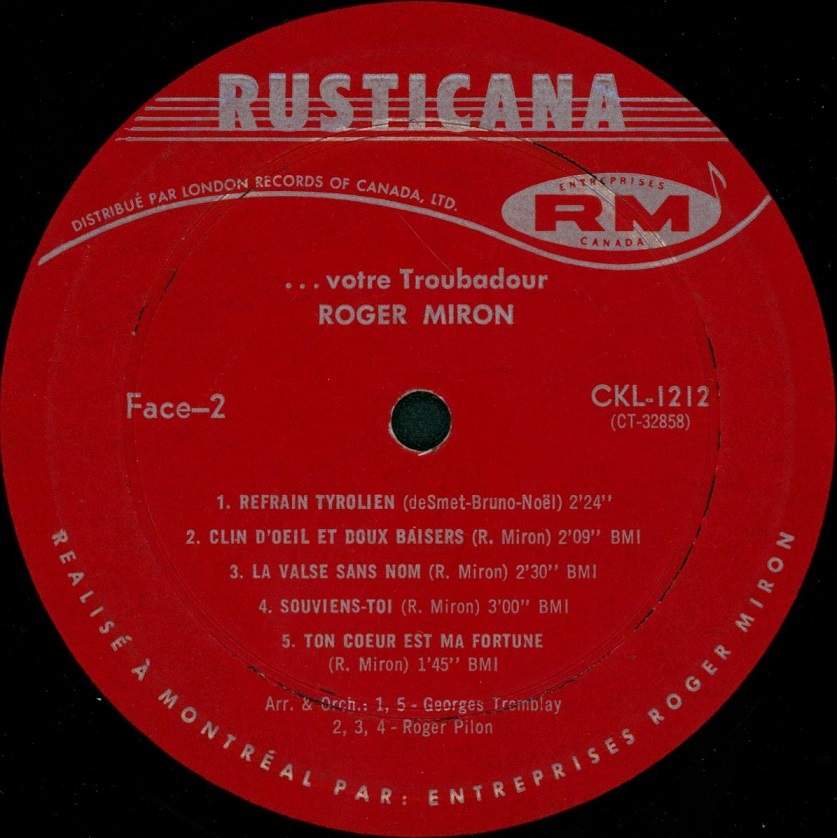 RUSTICANA
DISTRIBUÉ PAR LONDON RECORDS OF CANADA, LTD.
ENTREPRISES
RM
CANADA
...votre Troubadour
ROGER MIRON
Face–2
CKL-1212
(CT-32858)
1. REFRAIN TYROLIEN (deSmet-Bruno-Noël) 2'24''
2. CLIN D'OEIL ET DOUX BAISERS (R. Miron) 2'09'' BMI
3. LA VALSE SANS NOM (R. Miron) 2'30'' BMI
4. SOUVIENS-TOI (R. Miron) 3'00'' BMI
5. TON COEUR EST MA FORTUNE
(R. Miron) 1'45'' BMI
Arr. & Orch.: 1, 5 - Georges Tremblay
2, 3, 4 - Roger Pilon
REALISÉ À MONTRÉAL PAR: ENTREPRISES ROGER MIRON